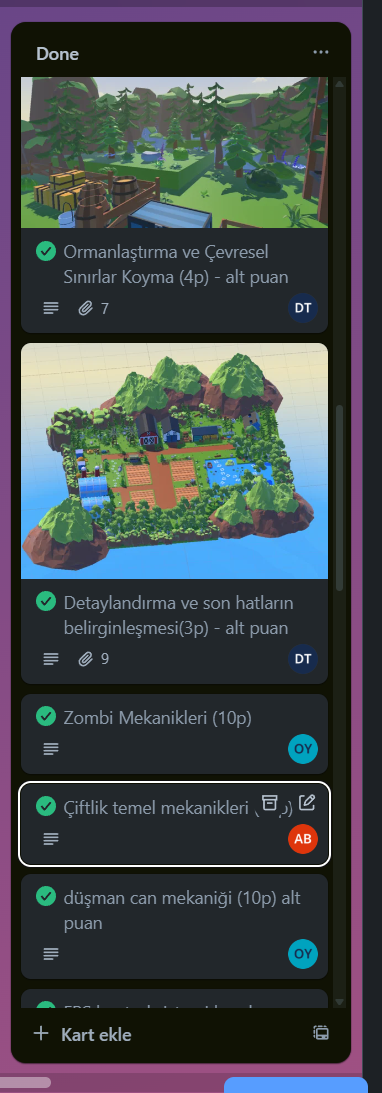 Done
Ormanlaştırma ve Çevresel
Sınırlar Koyma (4p) - alt puan
7
DT
Detaylandırma ve son hatların
belirginleşmesi(3p) - alt puan
9
DT
Zombi Mekanikleri (10p)
OY
Çiftlik temel mekanikleri
AB
düşman can mekaniği (10p) alt
puan
OY
Kart ekle